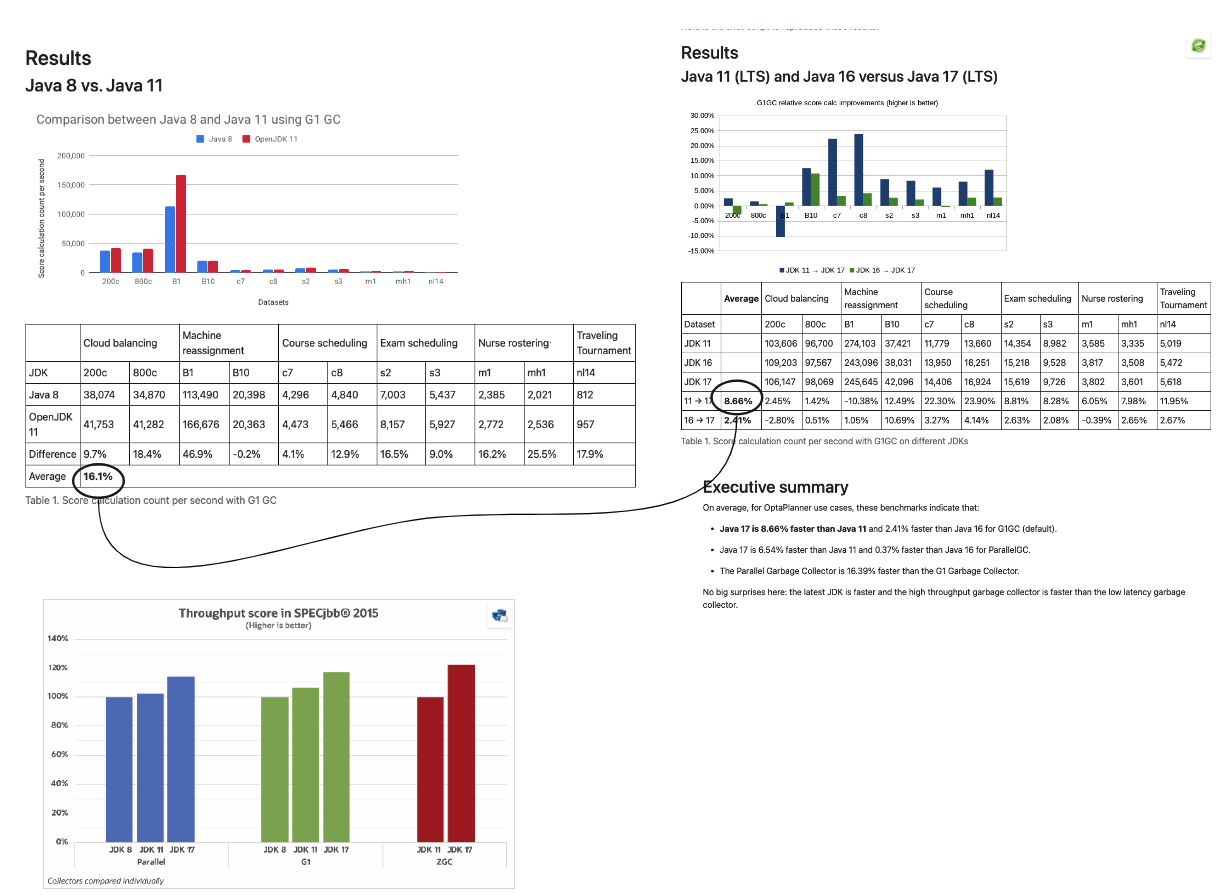 Results
Java 8 vs. Java 11
Comparison between Java 8 and Java 11 using G1 GC
Java 8 OpenJDK 11
Score calculation count per second
200,000
150,000
100,000
50,000
0
200c 800c B1 B10 c7 c8 s2 s3 m1 mh1 nl14
Datasets
Cloud balancing Machine reassignment Course scheduling Exam scheduling Nurse rostering Traveling Tournament
JDK 200c 800c B1 B10 c7 c8 s2 s3 m1 mh1 nl14
Java 8 38,074 34,870 113,490 20,398 4,296 4,840 7,003 5,437 2,385 2,021 812
OpenJDK 11 41,753 41,282 166,676 20,363 4,473 5,466 8,157 5,927 2,772 2,536 957
Difference 9.7% 18.4% 46.9% -0.2% 4.1% 12.9% 16.5% 9.0% 16.2% 25.5% 17.9%
Average 16.1%
Table 1. Score calculation count per second with G1 GC
Throughput score in SPECjbb® 2015
(Higher is better)
140%
120%
100%
80%
60%
40%
20%
0%
JDK 8 JDK 11 JDK 17 JDK 8 JDK 11 JDK 17 JDK 11 JDK 17
Parallel G1 ZGC
Collectors compared individually
Results
Java 11 (LTS) and Java 16 versus Java 17 (LTS)
G1GC relative score calc improvements (higher is better)
30.00%
25.00%
20.00%
15.00%
10.00%
5.00%
0.00%
-5.00%
-10.00%
-15.00%
200c 800c B1 B10 c7 c8 s2 s3 m1 mh1 nl14
JDK 11 → JDK 17 JDK 16 → JDK 17
Average Cloud balancing Machine reassignment Course scheduling Exam scheduling Nurse rostering Traveling Tournament
Dataset 200c 800c B1 B10 c7 c8 s2 s3 m1 mh1 nl14
JDK 11 103,606 96,700 274,103 37,421 11,779 13,660 14,354 8,982 3,585 3,335 5,019
JDK 16 109,203 97,567 243,096 38,031 13,950 16,251 15,218 9,528 3,817 3,508 5,472
JDK 17 106,147 98,069 245,645 42,096 14,406 16,924 15,619 9,726 3,802 3,601 5,618
11 → 17 8.66% 2.45% 1.42% -10.38% 12.49% 22.30% 23.90% 8.81% 8.28% 6.05% 7.98% 11.95%
16 → 17 2.41% -2.80% 0.51% 1.05% 10.69% 3.27% 4.14% 2.63% 2.08% -0.39% 2.65% 2.67%
Table 1. Score calculation count per second with G1GC on different JDKs
Executive summary
On average, for OptaPlanner use cases, these benchmarks indicate that:
• Java 17 is 8.66% faster than Java 11 and 2.41% faster than Java 16 for G1GC (default).
• Java 17 is 6.54% faster than Java 11 and 0.37% faster than Java 16 for ParallelGC.
• The Parallel Garbage Collector is 16.39% faster than the G1 Garbage Collector.
No big surprises here: the latest JDK is faster and the high throughput garbage collector is faster than the low latency garbage
collector.